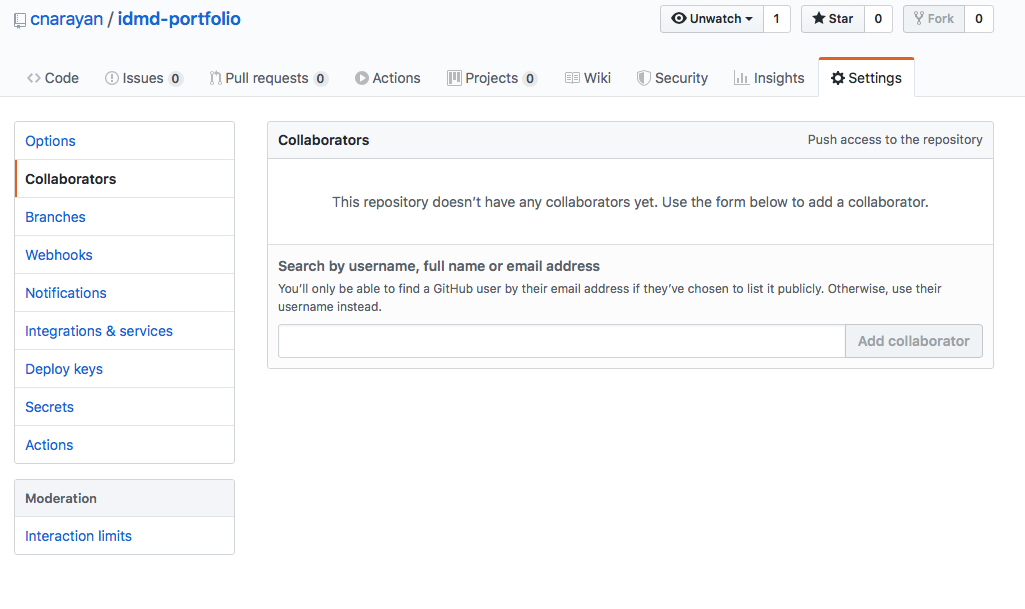 cnarayan / idmd-portfolio
Unwatch 1 Star 0 Fork 0
Code Issues 0 Pull requests 0 Actions Projects 0 Wiki Security Insights Settings
Options
Collaborators
Branches
Webhooks
Notifications
Integrations & services
Deploy keys
Secrets
Actions
Moderation
Interaction limits
Collaborators Push access to the repository
This repository doesn’t have any collaborators yet. Use the form below to add a collaborator.
Search by username, full name or email address
You’ll only be able to find a GitHub user by their email address if they’ve chosen to list it publicly. Otherwise, use their
username instead.
Add collaborator